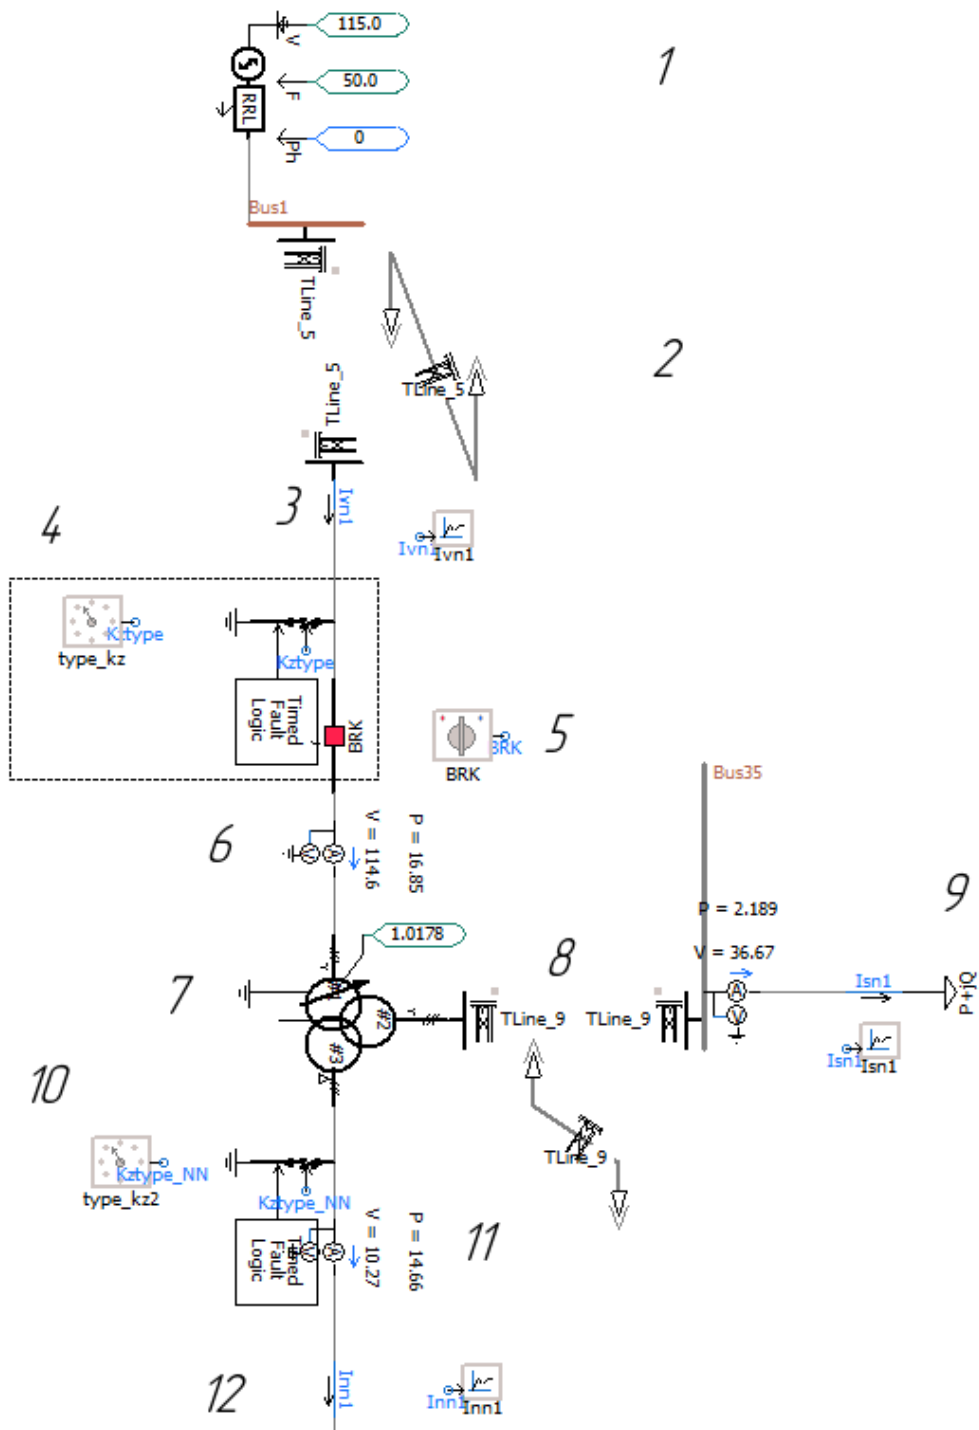 115.0
V
1
50.0
F
RRL
0
Ph
Bus1
TLine_5
2
TLine_5
TLine_5
3
Ivn1
4
Ivn1
Ivn1
Kztype
type_kz
Kztype
Timed
Fault
Logic
BRK
5
BRK
BRK
Bus35
6
V = 114.6
P = 16.85
9
P = 2.189
V = 36.67
1.0178
8
7
#1
#2
#3
A
V
A
V
Isn1
P+jQ
TLine_9
TLine_9
Isn1
Isn1
10
TLine_9
Kztype_NN
type_kz2
Kztype_NN
Timed
Fault
Logic
V
A
V = 10.27
P = 14.66
11
12
Inn1
Inn1
Inn1